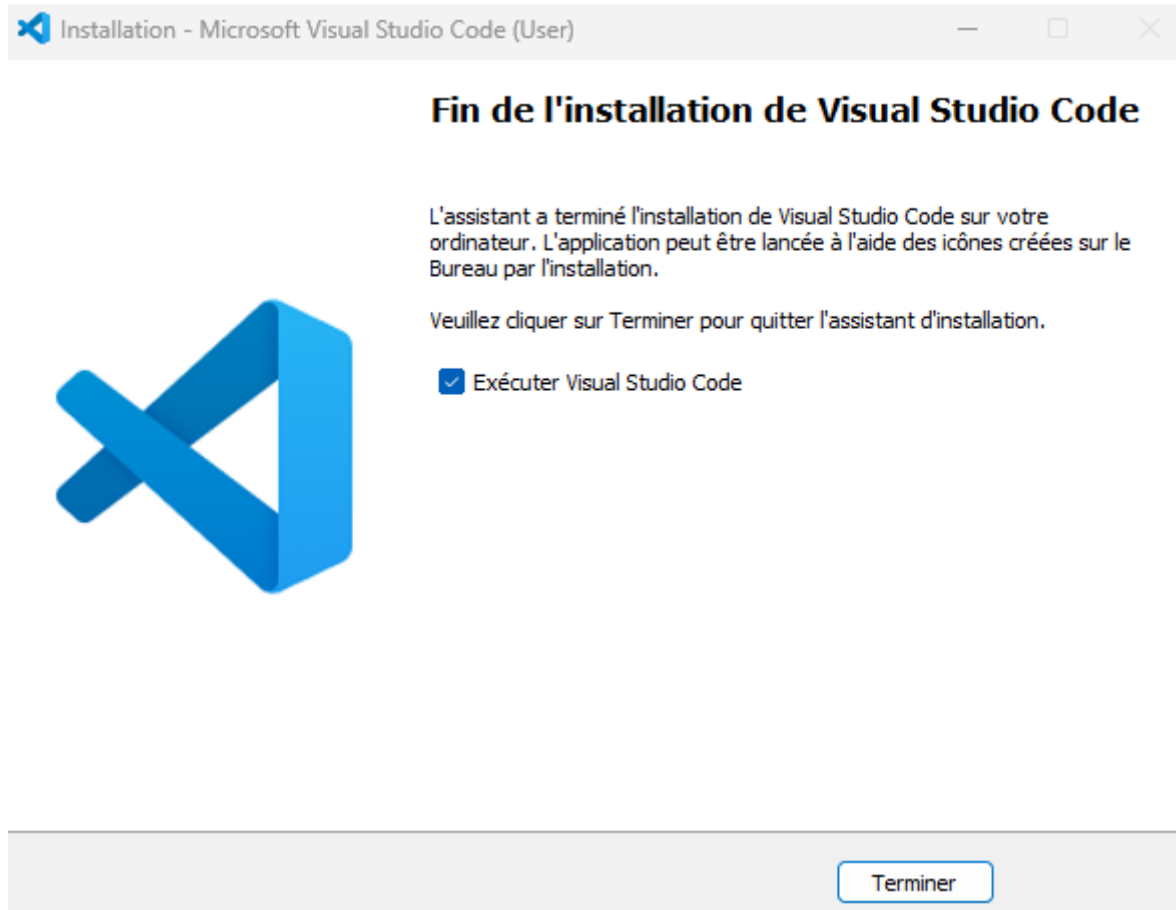 Installation - Microsoft Visual Studio Code (User)
Fin de l'installation de Visual Studio Code
L'assistant a terminé l'installation de Visual Studio Code sur votre
ordinateur. L'application peut être lancée à l'aide des icônes créées sur le
Bureau par l'installation.
Veuillez cliquer sur Terminer pour quitter l'assistant d'installation.
Exécuter Visual Studio Code
Terminer